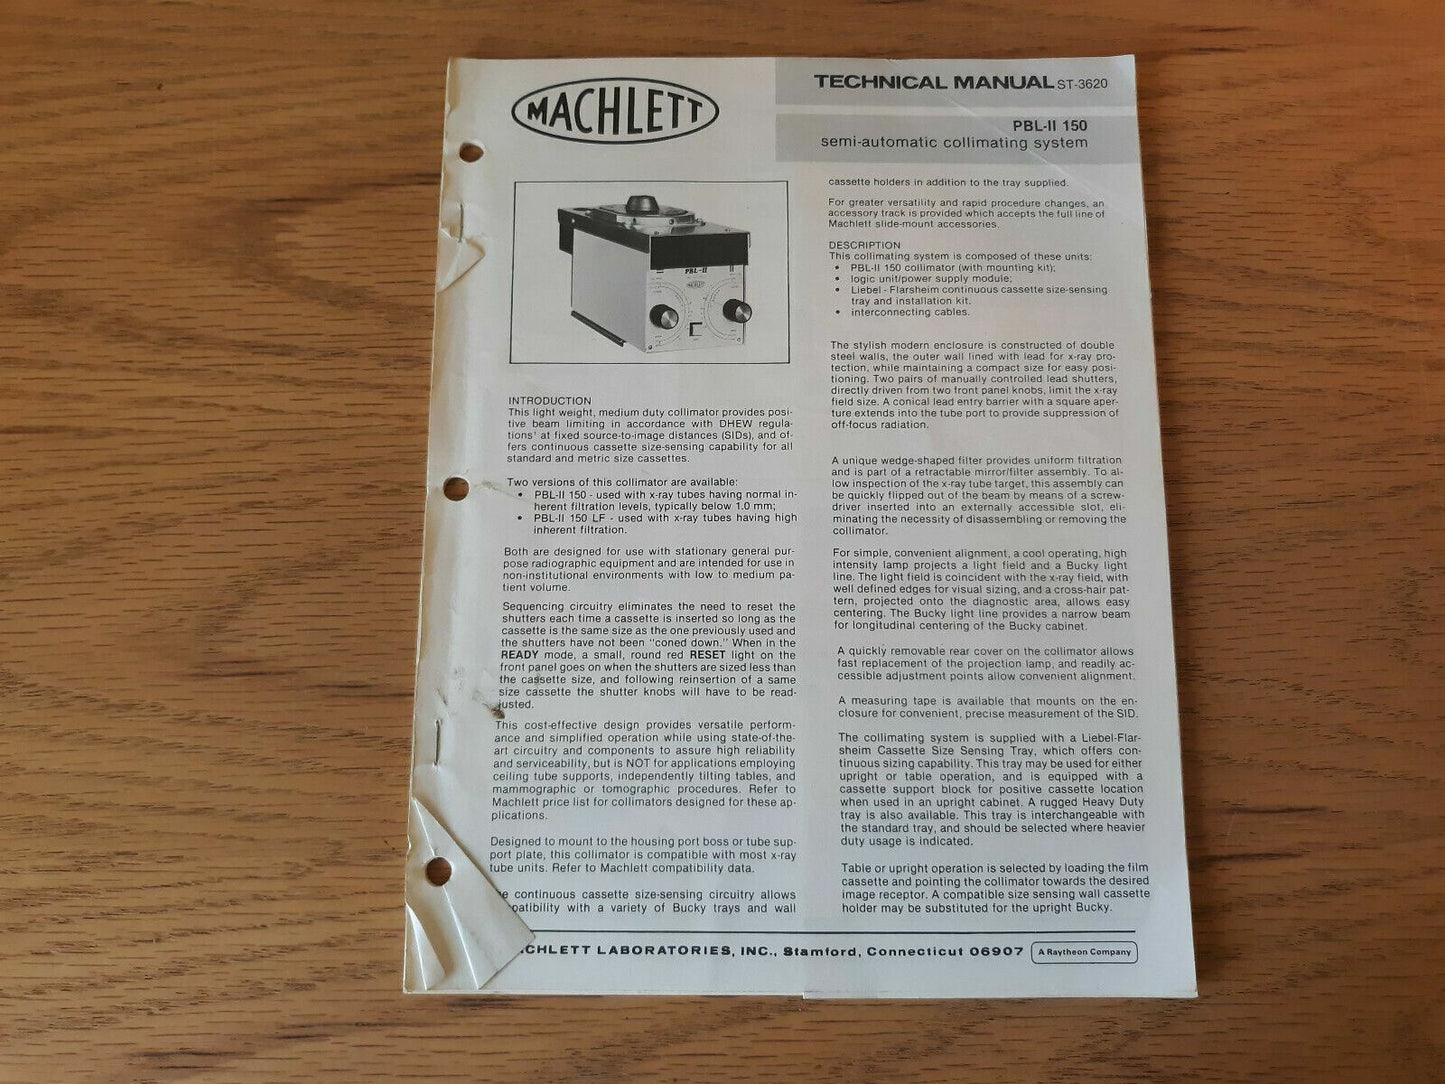 MACHLETT
TECHNICAL MANUAL ST-3620
PBL-II 150
semi-automatic collimating system
PBL-II
MACHLETT
INTRODUCTION
This light weight, medium duty collimator provides posi-
tive beam limiting in accordance with DHEW regula-
tions¹ at fixed source-to-image distances (SIDs), and of-
fers continuous cassette size-sensing capability for all
standard and metric size cassettes.
Two versions of this collimator are available:
• PBL-II 150 - used with x-ray tubes having normal in-
herent filtration levels, typically below 1.0 mm;
• PBL-II 150 LF - used with x-ray tubes having high
inherent filtration.
Both are designed for use with stationary general pur-
pose radiographic equipment and are intended for use in
non-institutional environments with low to medium pa-
tient volume.
Sequencing circuitry eliminates the need to reset the
shutters each time a cassette is inserted so long as the
cassette is the same size as the one previously used and
the shutters have not been "coned down." When in the
READY mode, a small, round red RESET light on the
front panel goes on when the shutters are sized less than
the cassette size, and following reinsertion of a same
size cassette the shutter knobs will have to be read-
justed.
This cost-effective design provides versatile perform-
ance and simplified operation while using state-of-the-
art circuitry and components to assure high reliability
and serviceability, but is NOT for applications employing
ceiling tube supports, independently tilting tables, and
mammographic or tomographic procedures. Refer to
Machlett price list for collimators designed for these ap-
plications.
Designed to mount to the housing port boss or tube sup-
port plate, this collimator is compatible with most x-ray
tube units. Refer to Machlett compatibility data.
continuous cassette size-sensing circuitry allows
patibility with a variety of Bucky trays and wall
cassette holders in addition to the tray supplied.
For greater versatility and rapid procedure changes, an
accessory track is provided which accepts the full line of
Machlett slide-mount accessories.
DESCRIPTION
This collimating system is composed of these units:
• PBL-II 150 collimator (with mounting kit);
• logic unit/power supply module;
• Liebel - Flarsheim continuous cassette size-sensing
tray and installation kit.
• interconnecting cables.
The stylish modern enclosure is constructed of double
steel walls, the outer wall lined with lead for x-ray pro-
tection, while maintaining a compact size for easy posi-
tioning. Two pairs of manually controlled lead shutters,
directly driven from two front panel knobs, limit the x-ray
field size. A conical lead entry barrier with a square aper-
ture extends into the tube port to provide suppression of
off-focus radiation.
A unique wedge-shaped filter provides uniform filtration
and is part of a retractable mirror/filter assembly. To al-
low inspection of the x-ray tube target, this assembly can
be quickly flipped out of the beam by means of a screw-
driver inserted into an externally accessible slot, eli-
minating the necessity of disassembling or removing the
collimator.
For simple, convenient alignment, a cool operating, high
intensity lamp projects a light field and a Bucky light
line. The light field is coincident with the x-ray field, with
well defined edges for visual sizing, and a cross-hair pat-
tern, projected onto the diagnostic area, allows easy
centering. The Bucky light line provides a narrow beam
for longitudinal centering of the Bucky cabinet.
A quickly removable rear cover on the collimator allows
fast replacement of the projection lamp, and readily ac-
cessible adjustment points allow convenient alignment.
A measuring tape is available that mounts on the en-
closure for convenient, precise measurement of the SID.
The collimating system is supplied with a Liebel-Flar-
sheim Cassette Size Sensing Tray, which offers con-
tinuous sizing capability. This tray may be used for either
upright or table operation, and is equipped with a
cassette support block for positive cassette location
when used in an upright cabinet. A rugged Heavy Duty
tray is also available. This tray is interchangeable with
the standard tray, and should be selected where heavier
duty usage is indicated.
Table or upright operation is selected by loading the film
cassette and pointing the collimator towards the desired
image receptor. A compatible size sensing wall cassette
holder may be substituted for the upright Bucky.
CHLETT LABORATORIES, INC., Stamford, Connecticut 06907 A Raytheon Company